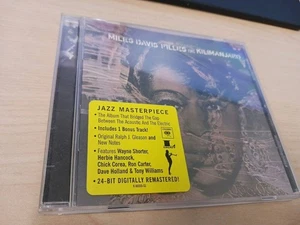 MILES DAVIS FILLES DE KILIMANJARO
JAZZ MASTERPIECE
• The Album That Bridged The Gap
Between The Acoustic And The Electric
• Includes 1 Bonus Track!
• Original Ralph J. Gleason and
New Notes
• Features Wayne Shorter,
Herbie Hancock,
Chick Corea, Ron Carter,
Dave Holland & Tony Williams
• 24-BIT DIGITALLY REMASTERED!